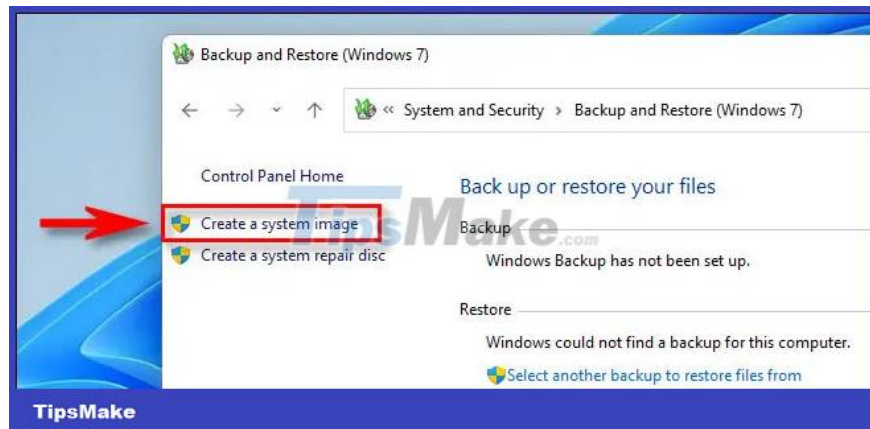 Backup and Restore (Windows 7)
« System and Security > Backup and Restore (Windows 7)
Control Panel Home
Create a system image
Create a system repair disc
Back up or restore your files
Backup
Windows Backup has not been set up.
Restore
Windows could not find a backup for this computer.
Select another backup to restore files from
TipsMake.com
TipsMake